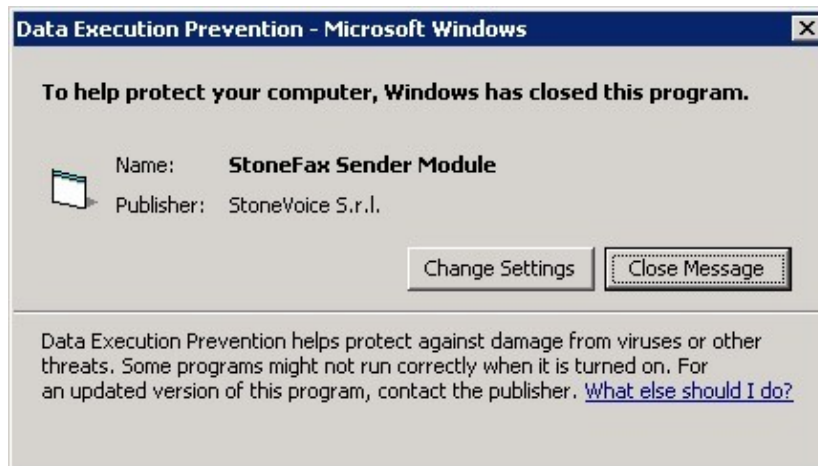 Data Execution Prevention - Microsoft Windows
To help protect your computer, Windows has closed this program.
Name: StoneFax Sender Module
Publisher: StoneVoice S.r.l.
Change Settings Close Message
Data Execution Prevention helps protect against damage from viruses or other
threats. Some programs might not run correctly when it is turned on. For
an updated version of this program, contact the publisher. What else should I do?